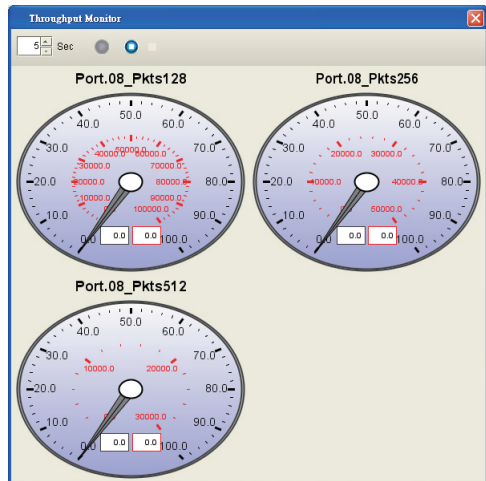 Throughput Monitor
5 Sec
Port.08_Pkts128 Port.08_Pkts256
50.0 50.0
40.0 60.0 40.0 60.0
50000.0
40000.0 60000.0 20000.0 30000.0
30.0 70.0 30.0 70.0
30000.0 70000.0
20.0 20000.0 80000.0 80.0 20.0 10000.0 40000.0 80.0
10000.0 90000.0
10.0 90.0 10.0 90.0
0.0 100000.0 0.0 50000.0
0.0 0.0 0.0 100.0 0.0 0.0 0.0 100.0
Port.08_Pkts512
50.0
40.0 60.0
30.0 70.0
10000.0 20000.0
20.0 80.0
10.0 0.0 30000.0 90.0
0.0 0.0 0.0 100.0